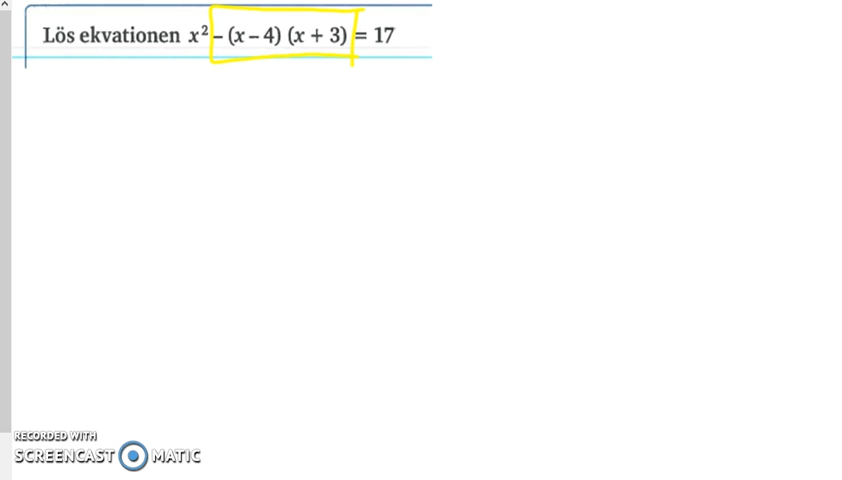 Lös ekvationen x² – (x – 4) (x + 3) = 17
RECORDED WITH
SCREENCAST MATIC